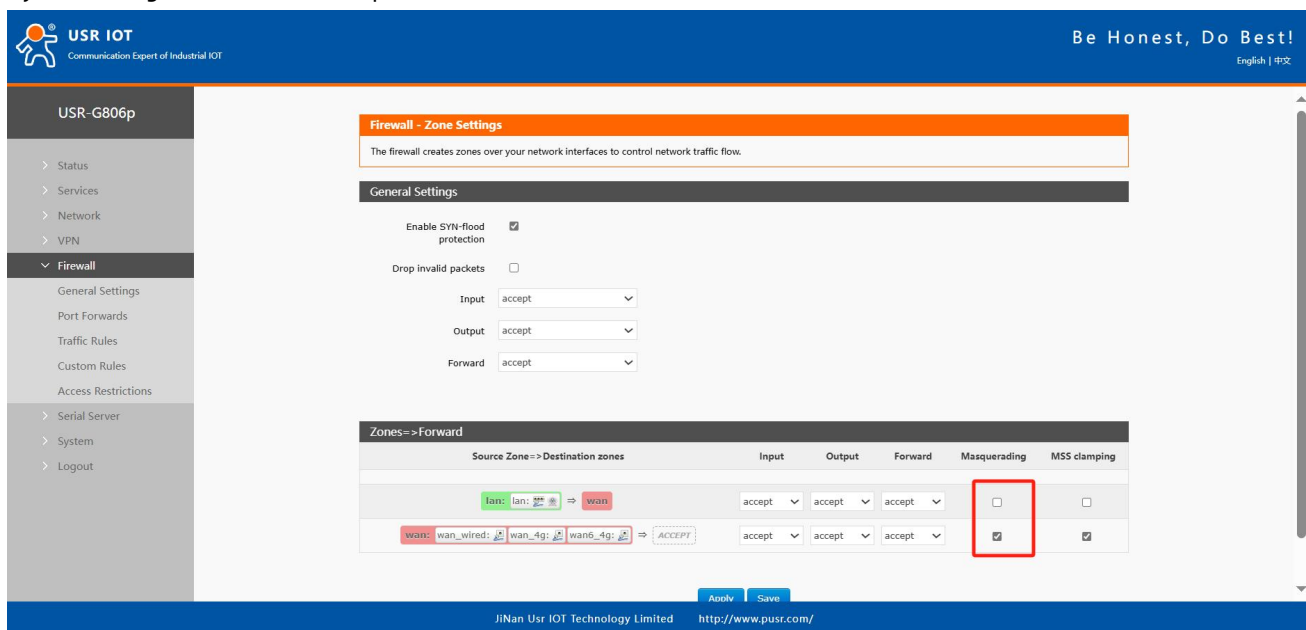 USR IOT
Communication Expert of Industrial IOT
Be Honest, Do Best!
English | 中文
USR-G806p
Status
Services
Network
VPN
Firewall
General Settings
Port Forwards
Traffic Rules
Custom Rules
Access Restrictions
Serial Server
System
Logout
Firewall - Zone Settings
The firewall creates zones over your network interfaces to control network traffic flow.
General Settings
Enable SYN-flood
protection
Drop invalid packets
Input accept
Output accept
Forward accept
Zones=>Forward
Source Zone=>Destination zones Input Output Forward Masquerading MSS clamping
lan: lan: ⇒ wan accept accept accept
wan: wan_wired: wan_4g: wan6_4g: ⇒ ACCEPT accept accept accept
Apply Save
JiNan Usr IOT Technology Limited http://www.pusr.com/